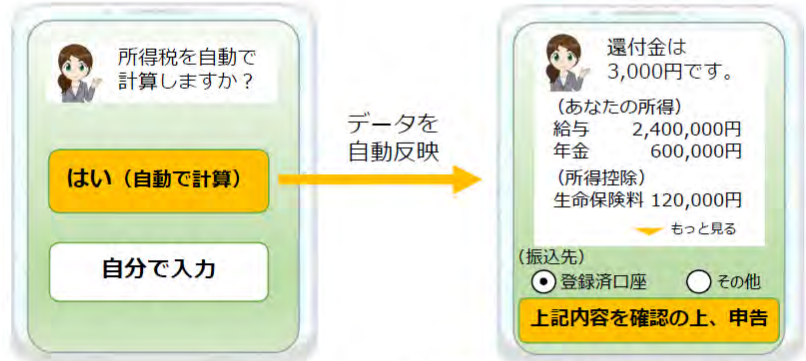 所得税を自動で
計算しますか？
はい（自動で計算）
自分で入力
データを
自動反映
還付金は
3,000円です。
（あなたの所得）
給与 2,400,000円
年金 600,000円
（所得控除）
生命保険料 120,000円
もっと見る
（振込先）
登録済口座 その他
上記内容を確認の上、申告